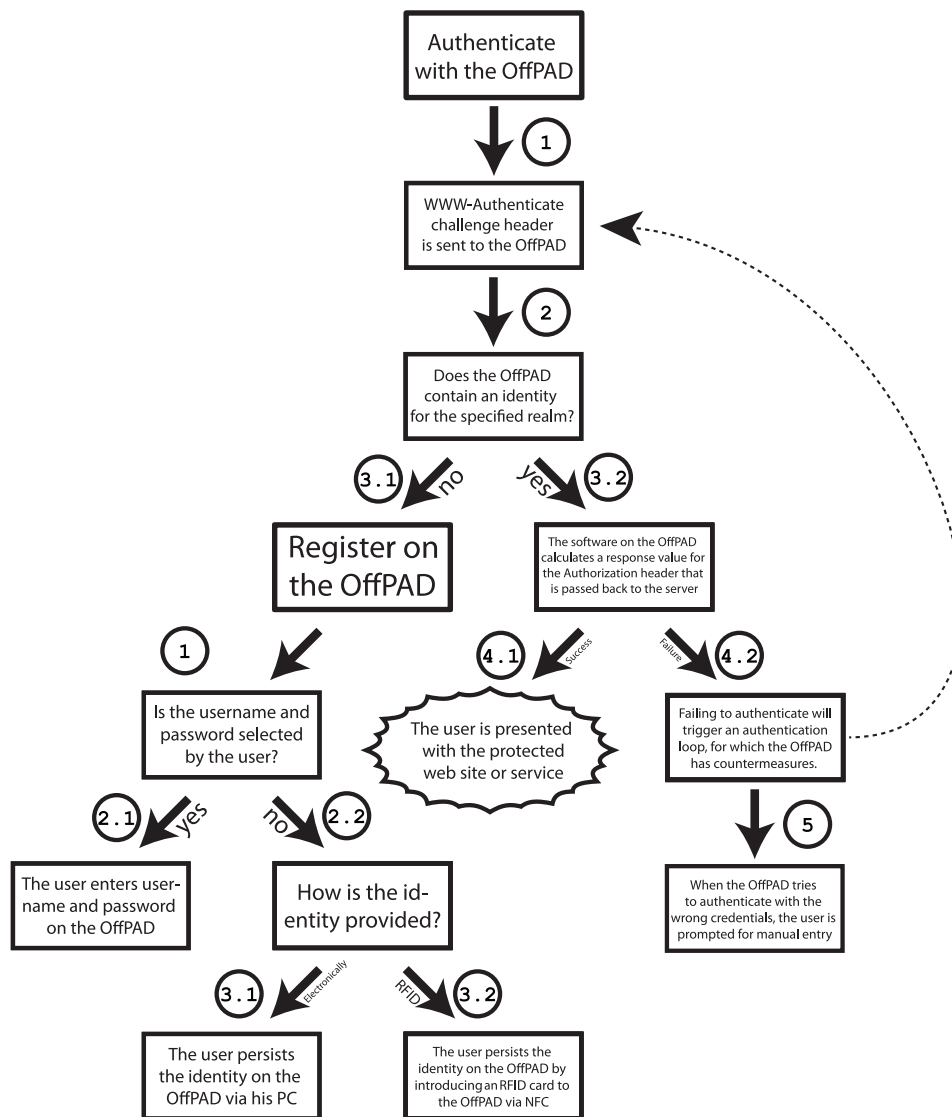 Authenticate
with the OffPAD
1
WWW-Authenticate
challenge header
is sent to the OffPAD
2
Does the OffPAD
contain an identity
for the specified realm?
3.1
no
yes
3.2
Register on
the OffPAD
The software on the OffPAD
calculates a response value for
the Authorization header that
is passed back to the server
1
4.1
Success
Failure
4.2
Is the username and
password selected
by the user?
The user is presented
with the protected
web site or service
Failing to authenticate will
trigger an authentication
loop, for which the OffPAD
has countermeasures.
2.1
yes
no
2.2
5
The user enters user-
name and password
on the OffPAD
How is the id-
entity provided?
When the OffPAD tries
to authenticate with the
wrong credentials, the user is
prompted for manual entry
3.1
Electronically
RFID
3.2
The user persists
the identity on the
OffPAD via his PC
The user persists the
identity on the OffPAD by
introducing an RFID card to
the OffPAD via NFC